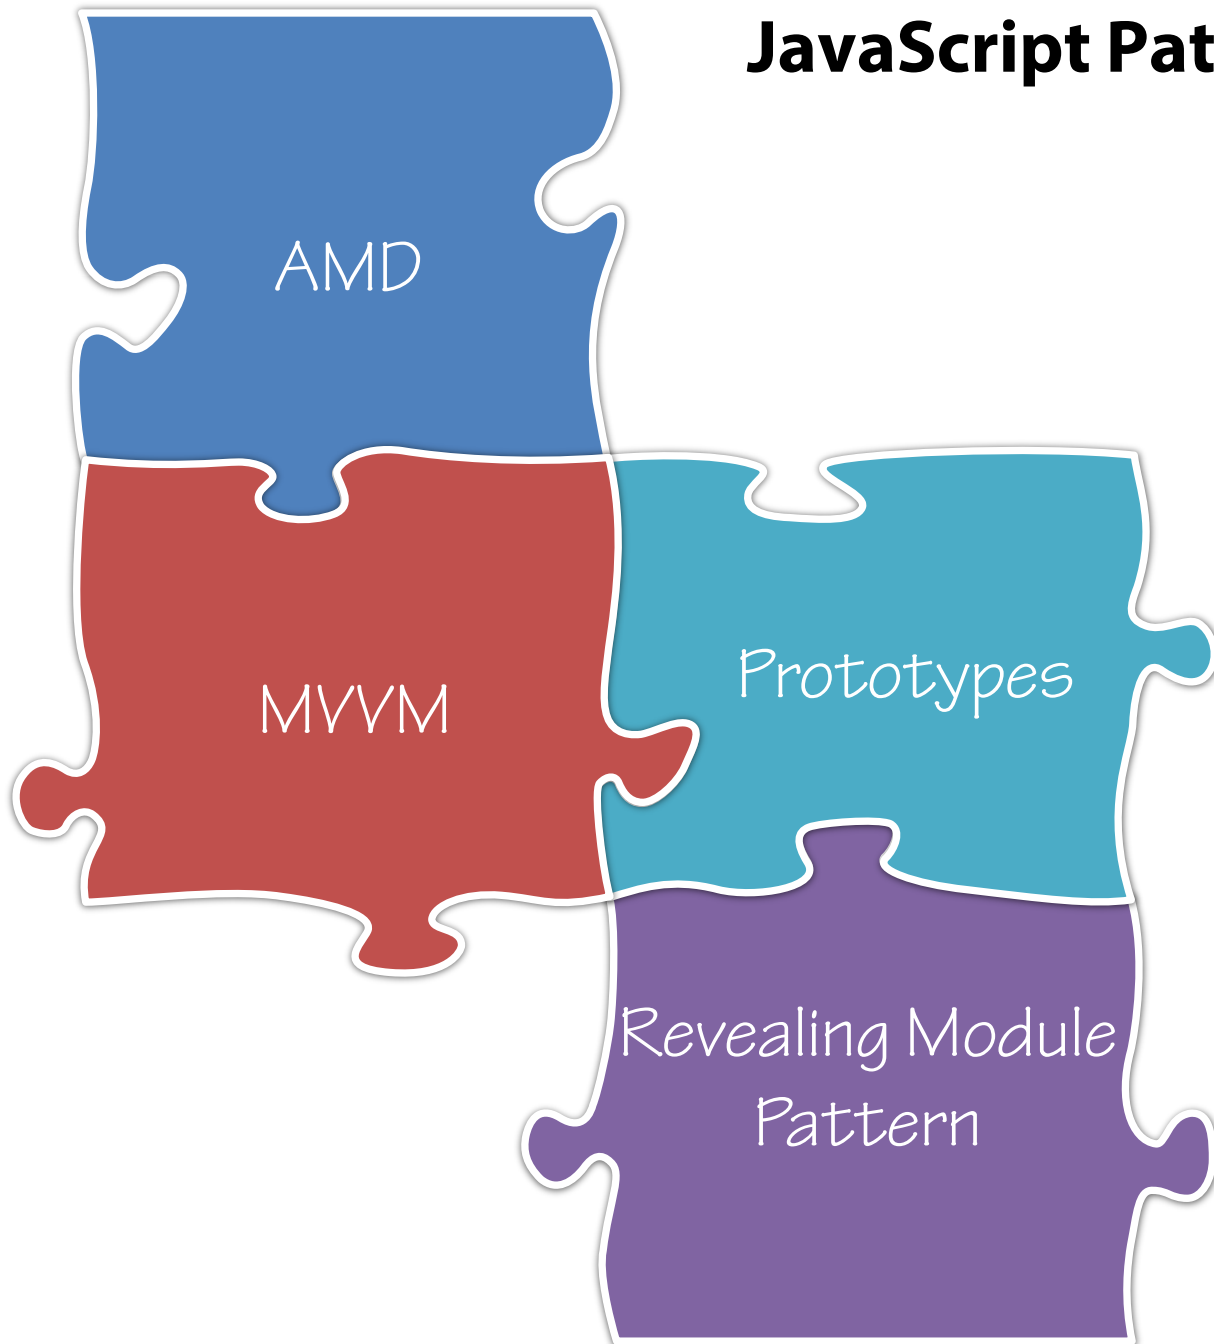 JavaScript Pat
AMD
Prototypes
MVVM
Revealing Module
Pattern